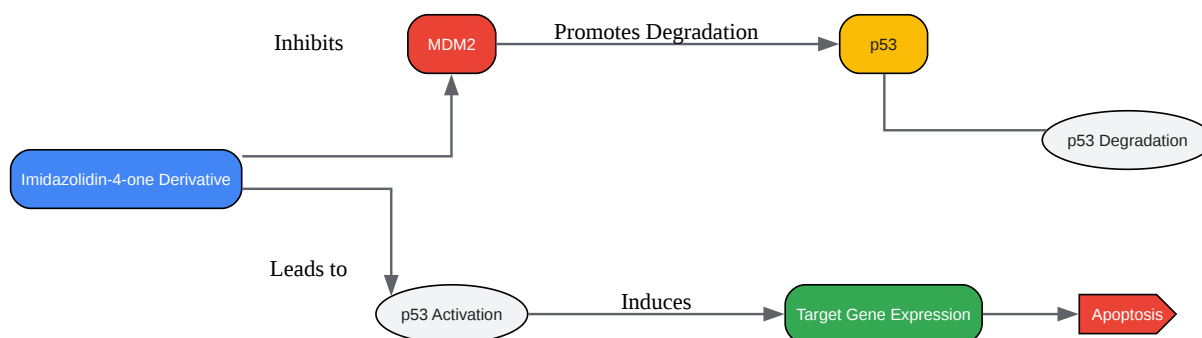 Inhibits
MDM2
Promotes Degradation
p53
p53 Degradation
Imidazolidin-4-one Derivative
Leads to
p53 Activation
Induces
Target Gene Expression
Apoptosis